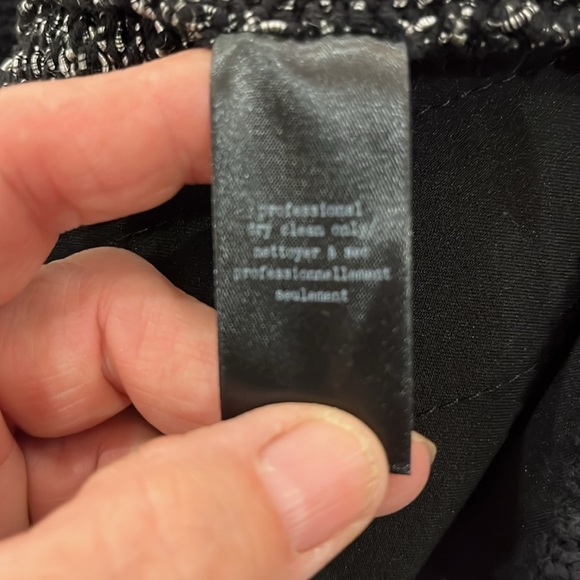 professional
dry clean only/
nettoyer à sec
professionnellement
seulement